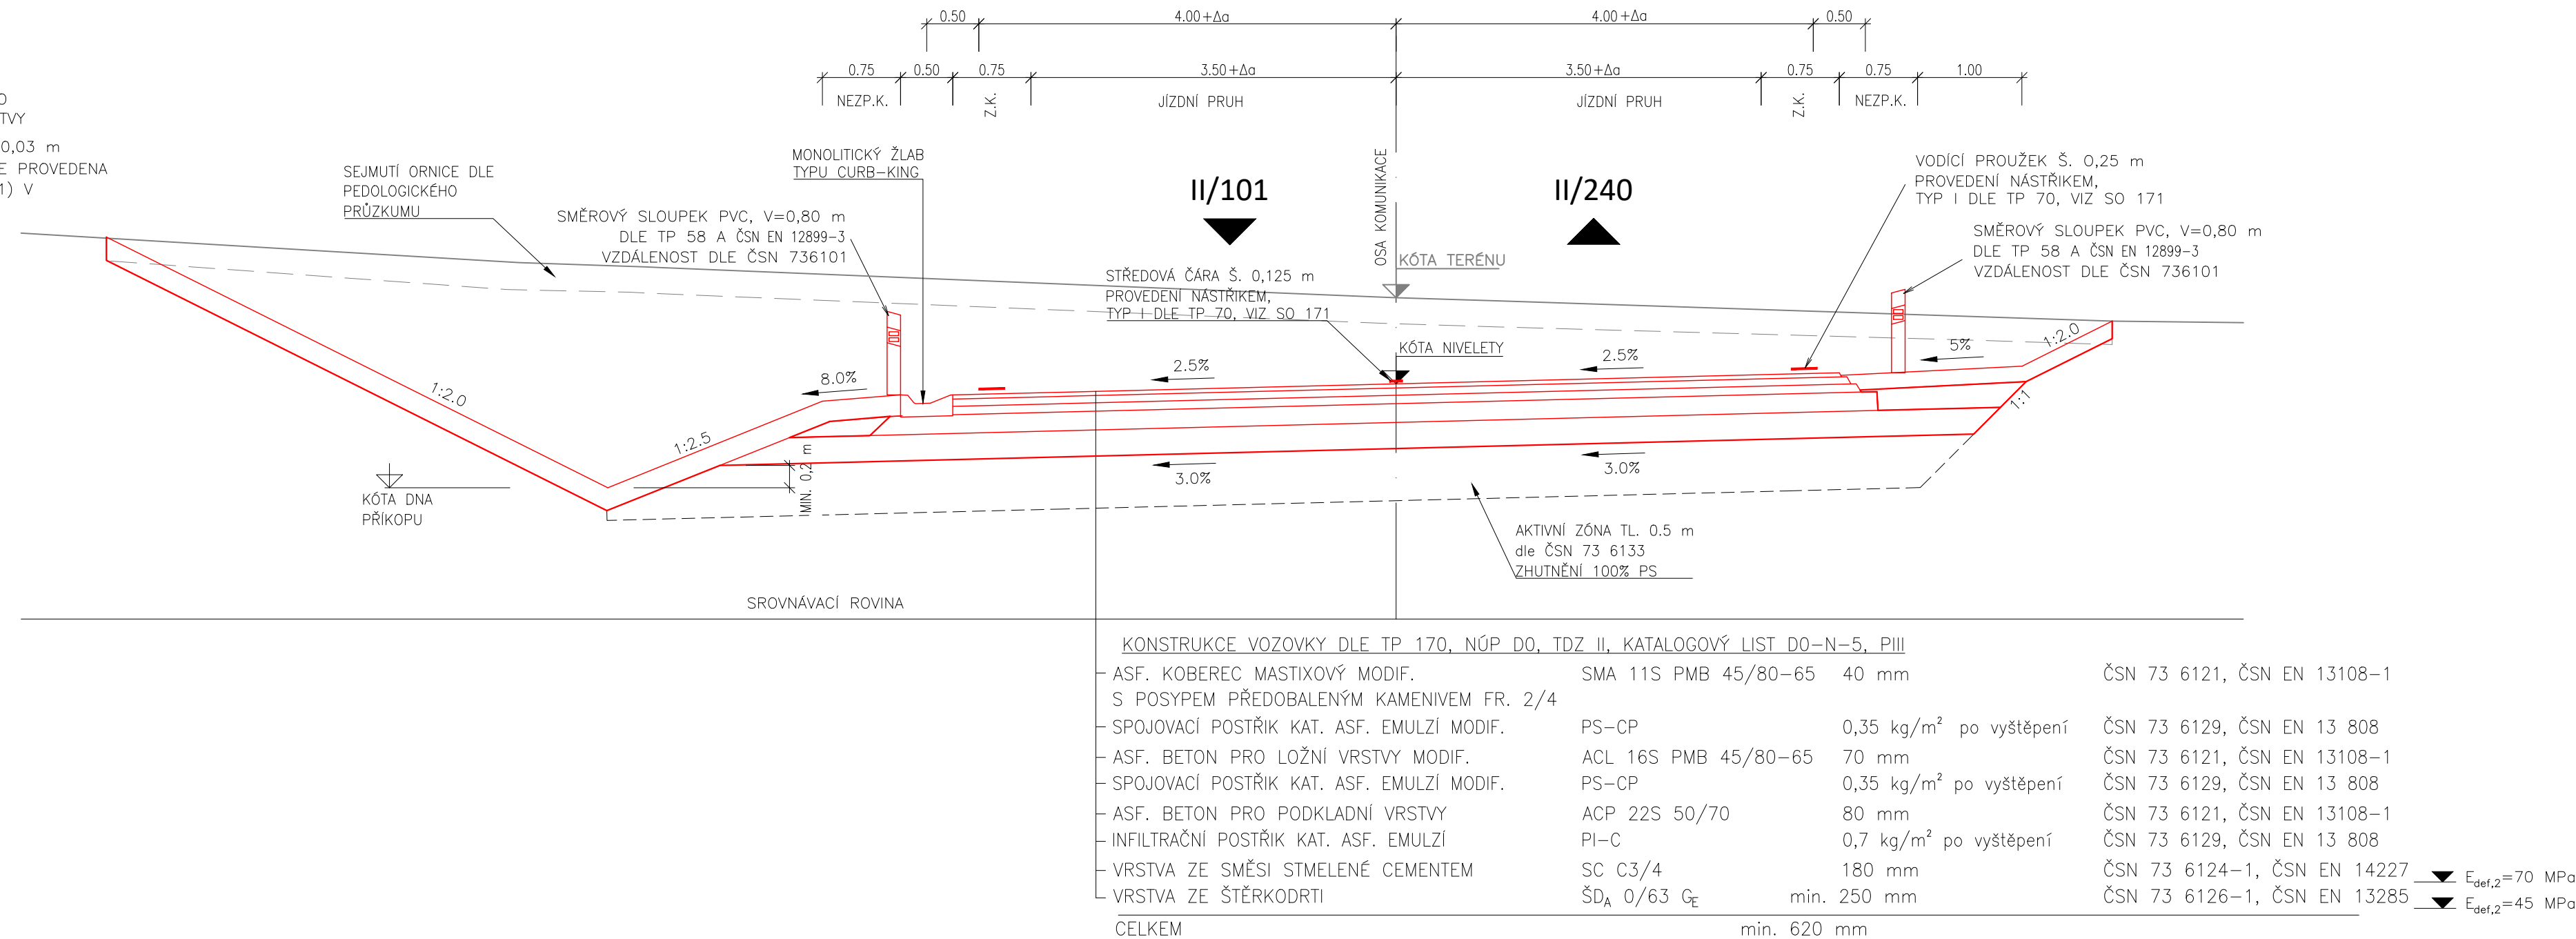 0.50 4.00+Δa 4.00+Δa 0.50
0.75 0.50 0.75 3.50+Δa 3.50+Δa 0.75 0.75 1.00
NEZP.K. Z.K. JÍZDNÍ PRUH JÍZDNÍ PRUH Z.K. NEZP.K.
TVY
0,03 m
E PROVEDENA
1) V
SEJMUTÍ ORNICE DLE
PEDOLOGICKÉHO
PRŮZKUMU
MONOLITICKÝ ŽLAB
TYPU CURB-KING
SMĚROVÝ SLOUPEK PVC, V=0,80 m
DLE TP 58 A ČSN EN 12899-3
VZDÁLENOST DLE ČSN 736101
II/101
II/240
OSA KOMUNIKACE
KÓTA TERÉNU
STŘEDOVÁ ČÁRA Š. 0,125 m
PROVEDENÍ NÁSTŘIKEM,
TYP I DLE TP 70, VIZ SO 171
KÓTA NIVELETY
VODÍCÍ PROUŽEK Š. 0,25 m
PROVEDENÍ NÁSTŘIKEM,
TYP I DLE TP 70, VIZ SO 171
SMĚROVÝ SLOUPEK PVC, V=0,80 m
DLE TP 58 A ČSN EN 12899-3
VZDÁLENOST DLE ČSN 736101
1:2.0
1:2.5
8.0%
2.5%
2.5%
5%
1:2.0
1:1
3.0%
3.0%
MIN. 0,2 m
KÓTA DNA
PŘÍKOPU
AKTIVNÍ ZÓNA TL. 0.5 m
dle ČSN 73 6133
ZHUTNĚNÍ 100% PS
SROVNÁVACÍ ROVINA
KONSTRUKCE VOZOVKY DLE TP 170, NÚP D0, TDZ II, KATALOGOVÝ LIST D0-N-5, PIII
ASF. KOBEREC MASTIXOVÝ MODIF. SMA 11S PMB 45/80-65 40 mm ČSN 73 6121, ČSN EN 13108-1
S POSYPEM PŘEDOBALENÝM KAMENIVEM FR. 2/4
SPOJOVACÍ POSTŘIK KAT. ASF. EMULZÍ MODIF. PS-CP 0,35 kg/m² po vyštěpení ČSN 73 6129, ČSN EN 13 808
ASF. BETON PRO LOŽNÍ VRSTVY MODIF. ACL 16S PMB 45/80-65 70 mm ČSN 73 6121, ČSN EN 13108-1
SPOJOVACÍ POSTŘIK KAT. ASF. EMULZÍ MODIF. PS-CP 0,35 kg/m² po vyštěpení ČSN 73 6129, ČSN EN 13 808
ASF. BETON PRO PODKLADNÍ VRSTVY ACP 22S 50/70 80 mm ČSN 73 6121, ČSN EN 13108-1
INFILTRAČNÍ POSTŘIK KAT. ASF. EMULZÍ PI-C 0,7 kg/m² po vyštěpení ČSN 73 6129, ČSN EN 13 808
VRSTVA ZE SMĚSI STMELENÉ CEMENTEM SC C3/4 180 mm ČSN 73 6124-1, ČSN EN 14227 Edef,2=70 MPa
VRSTVA ZE ŠTĚRKODRTI ŠDA 0/63 GE min. 250 mm ČSN 73 6126-1, ČSN EN 13285 Edef,2=45 MPa
CELKEM min. 620 mm